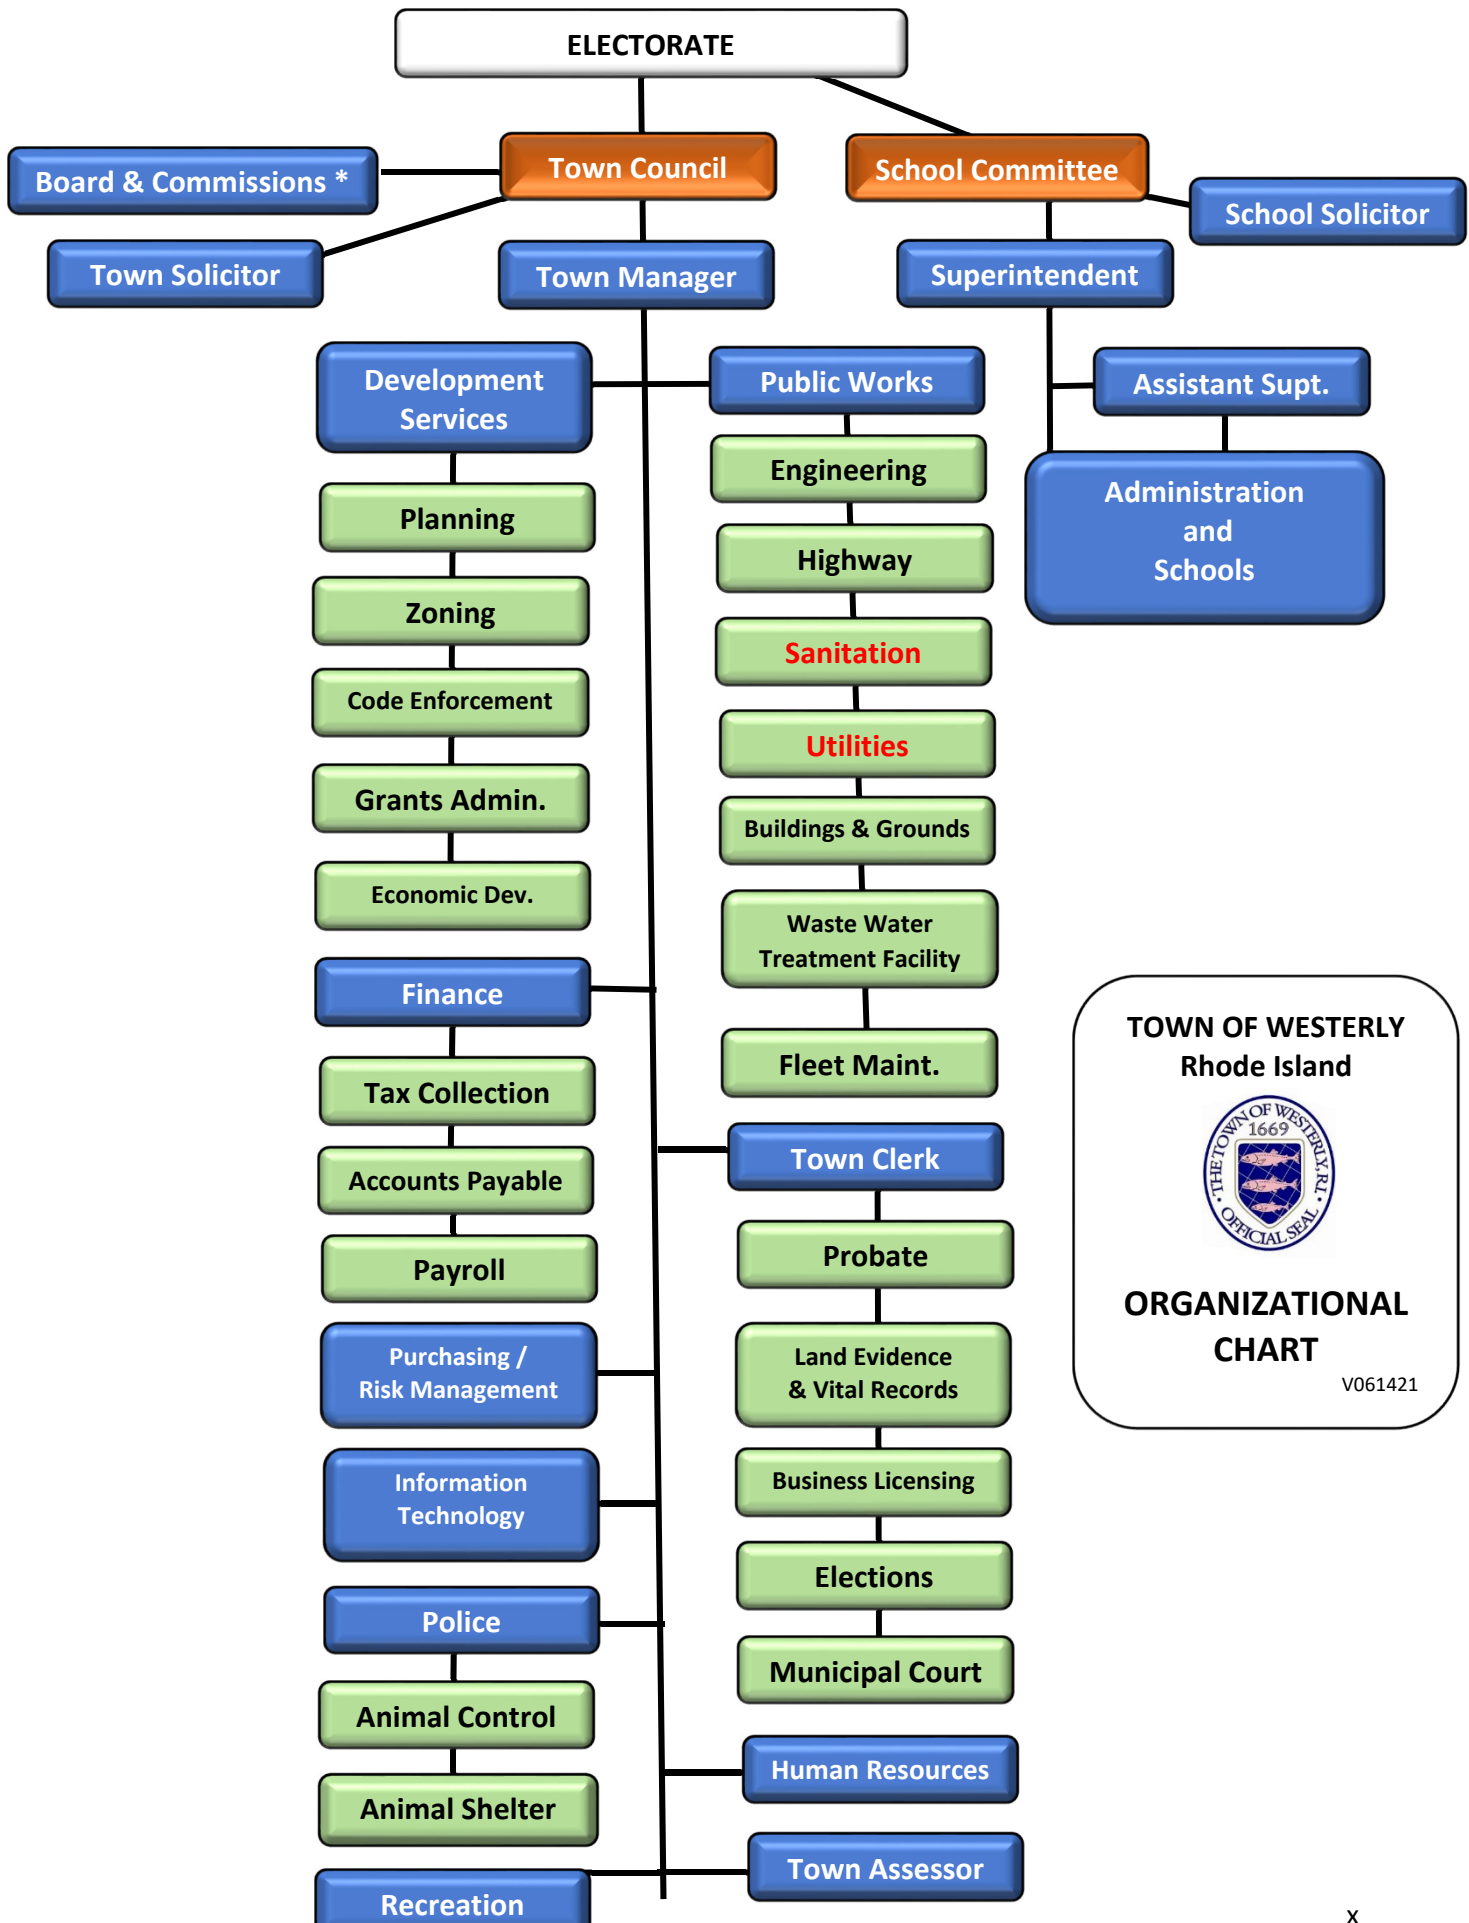 ELECTORATE
Town Council
School Committee
Board & Commissions *
School Solicitor
Town Solicitor
Town Manager
Superintendent
Development
Services
Public Works
Assistant Supt.
Administration
and
Schools
Planning
Zoning
Code Enforcement
Grants Admin.
Economic Dev.
Engineering
Highway
Sanitation
Utilities
Buildings & Grounds
Waste Water
Treatment Facility
Fleet Maint.
Finance
Tax Collection
Accounts Payable
Payroll
Purchasing /
Risk Management
Information
Technology
Police
Animal Control
Animal Shelter
Recreation
Town Clerk
Probate
Land Evidence
& Vital Records
Business Licensing
Elections
Municipal Court
Human Resources
Town Assessor
TOWN OF WESTERLY
Rhode Island
THE TOWN OF WESTERLY, R.I.
1669
OFFICIAL SEAL
ORGANIZATIONAL
CHART
V061421
x